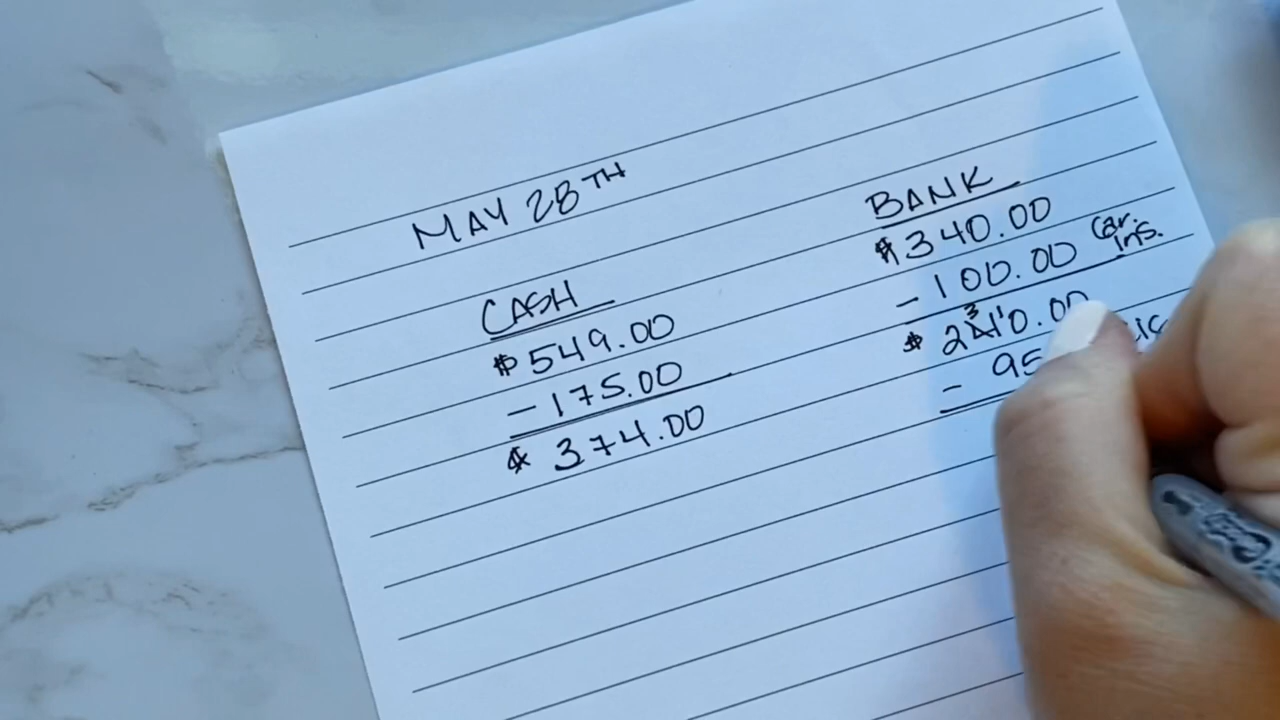 MAY 28TH
CASH
$549.00
- 175.00
$ 374.00
BANK
$340.00
- 100.00 Car. Ins.
$ 240.00
- 95